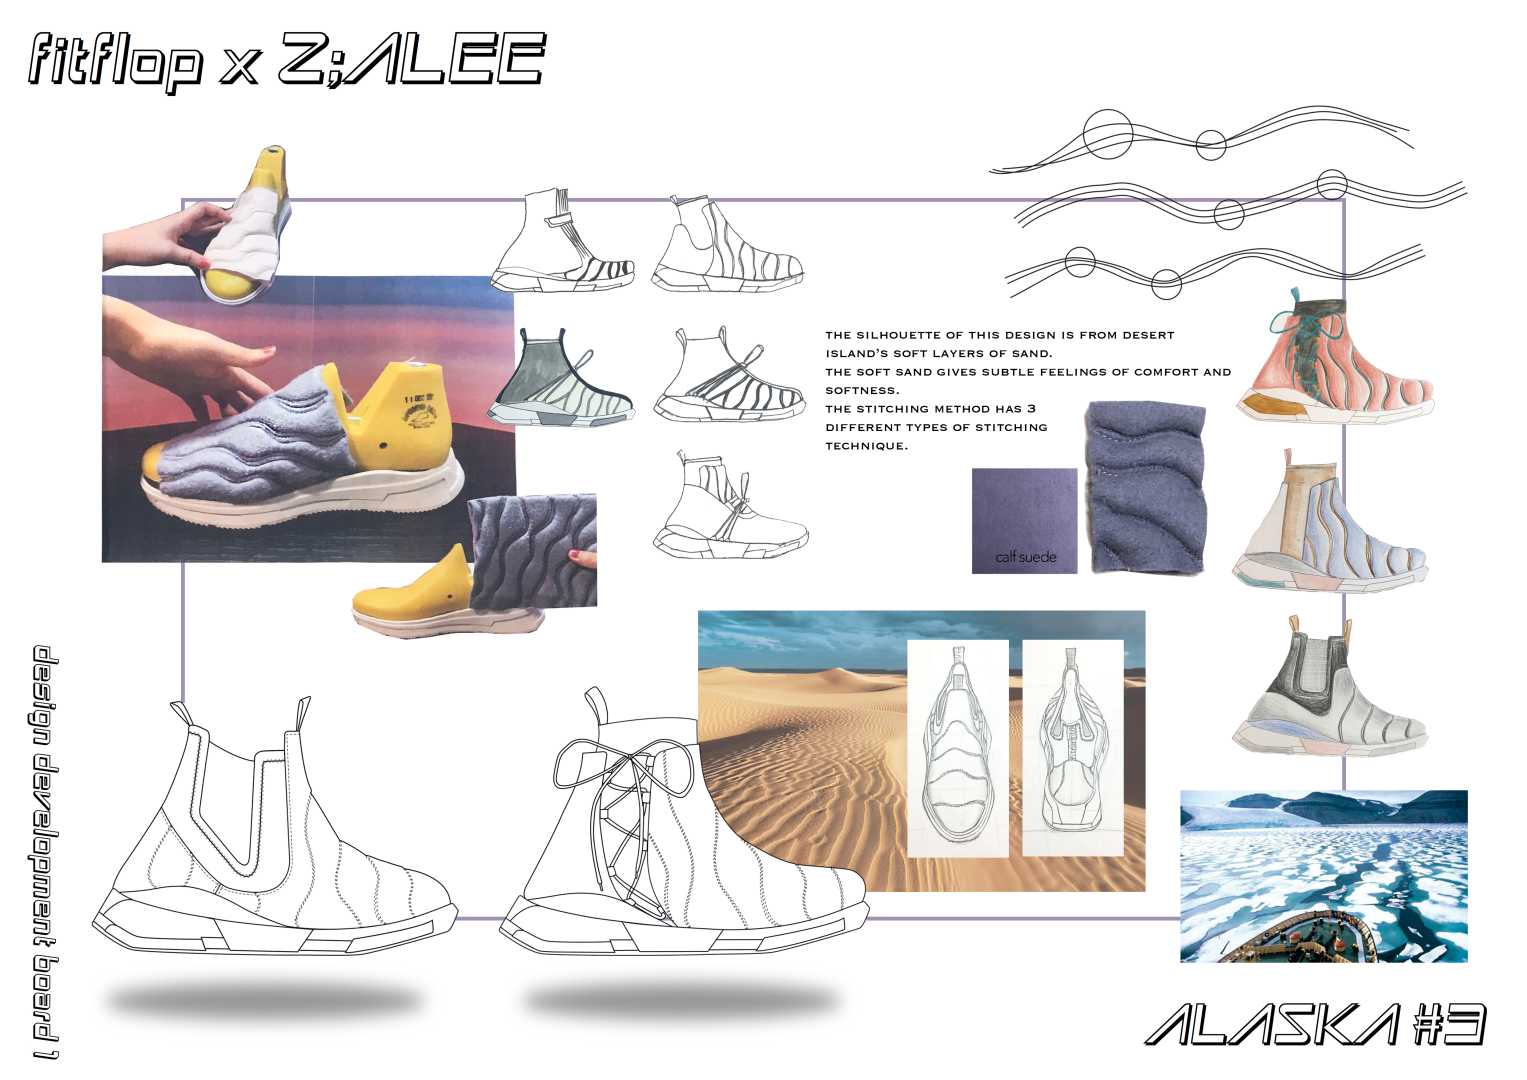 fitflop x Z;ALEE
THE SILHOUETTE OF THIS DESIGN IS FROM DESERT
ISLAND'S SOFT LAYERS OF SAND.
THE SOFT SAND GIVES SUBTLE FEELINGS OF COMFORT AND
SOFTNESS.
THE STITCHING METHOD HAS 3
DIFFERENT TYPES OF STITCHING
TECHNIQUE.
calf suede
design development board 1
ALASKA #3